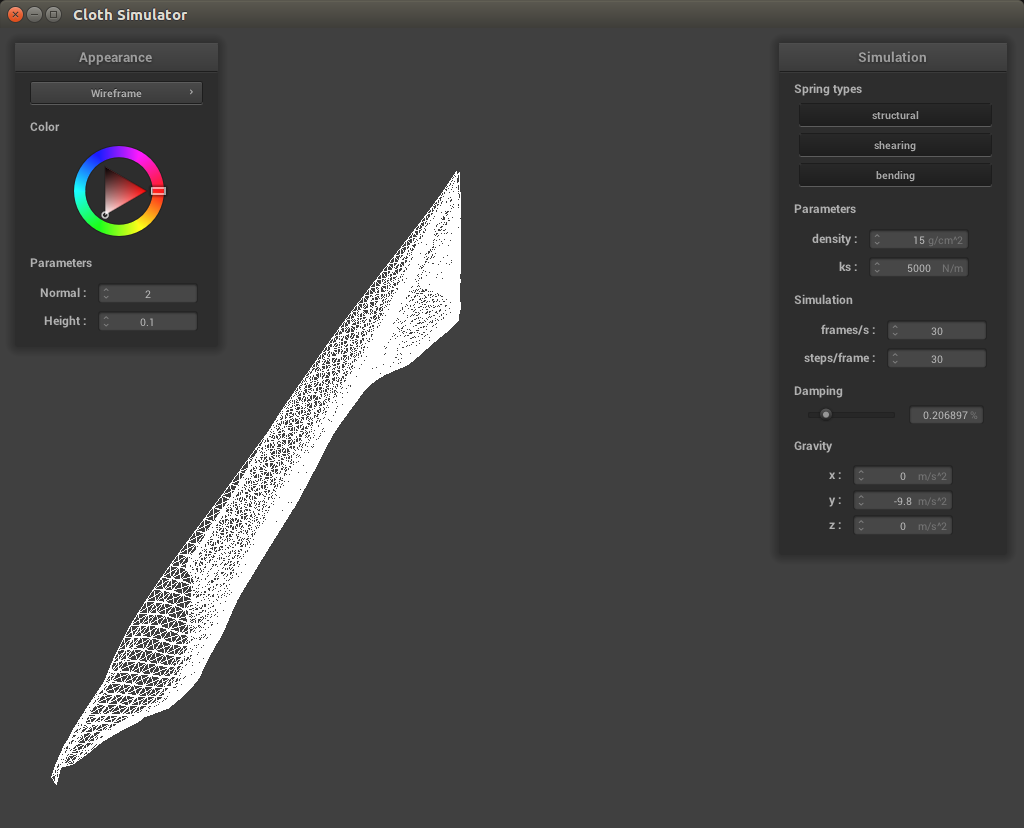 Cloth Simulator
Appearance
Wireframe
Color
Parameters
Normal : 2
Height : 0.1
Simulation
Spring types
structural
shearing
bending
Parameters
density : 15 g/cm^2
ks : 5000 N/m
Simulation
frames/s : 30
steps/frame : 30
Damping
0.206897 %
Gravity
x : 0 m/s^2
y : -9.8 m/s^2
z : 0 m/s^2